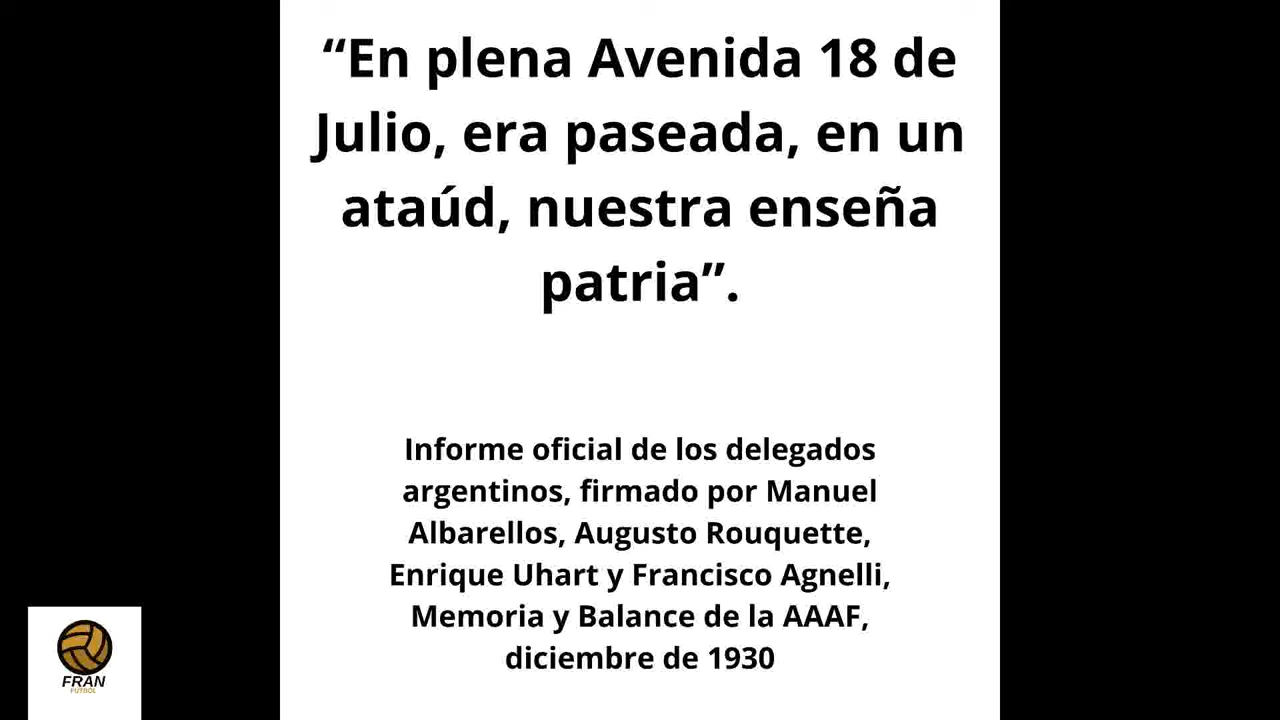 “En plena Avenida 18 de
Julio, era paseada, en un
ataúd, nuestra enseña
patria”.
Informe oficial de los delegados
argentinos, firmado por Manuel
Albarellos, Augusto Rouquette,
Enrique Uhart y Francisco Agnelli,
Memoria y Balance de la AAAF,
diciembre de 1930
FRAN
FÚTBOL